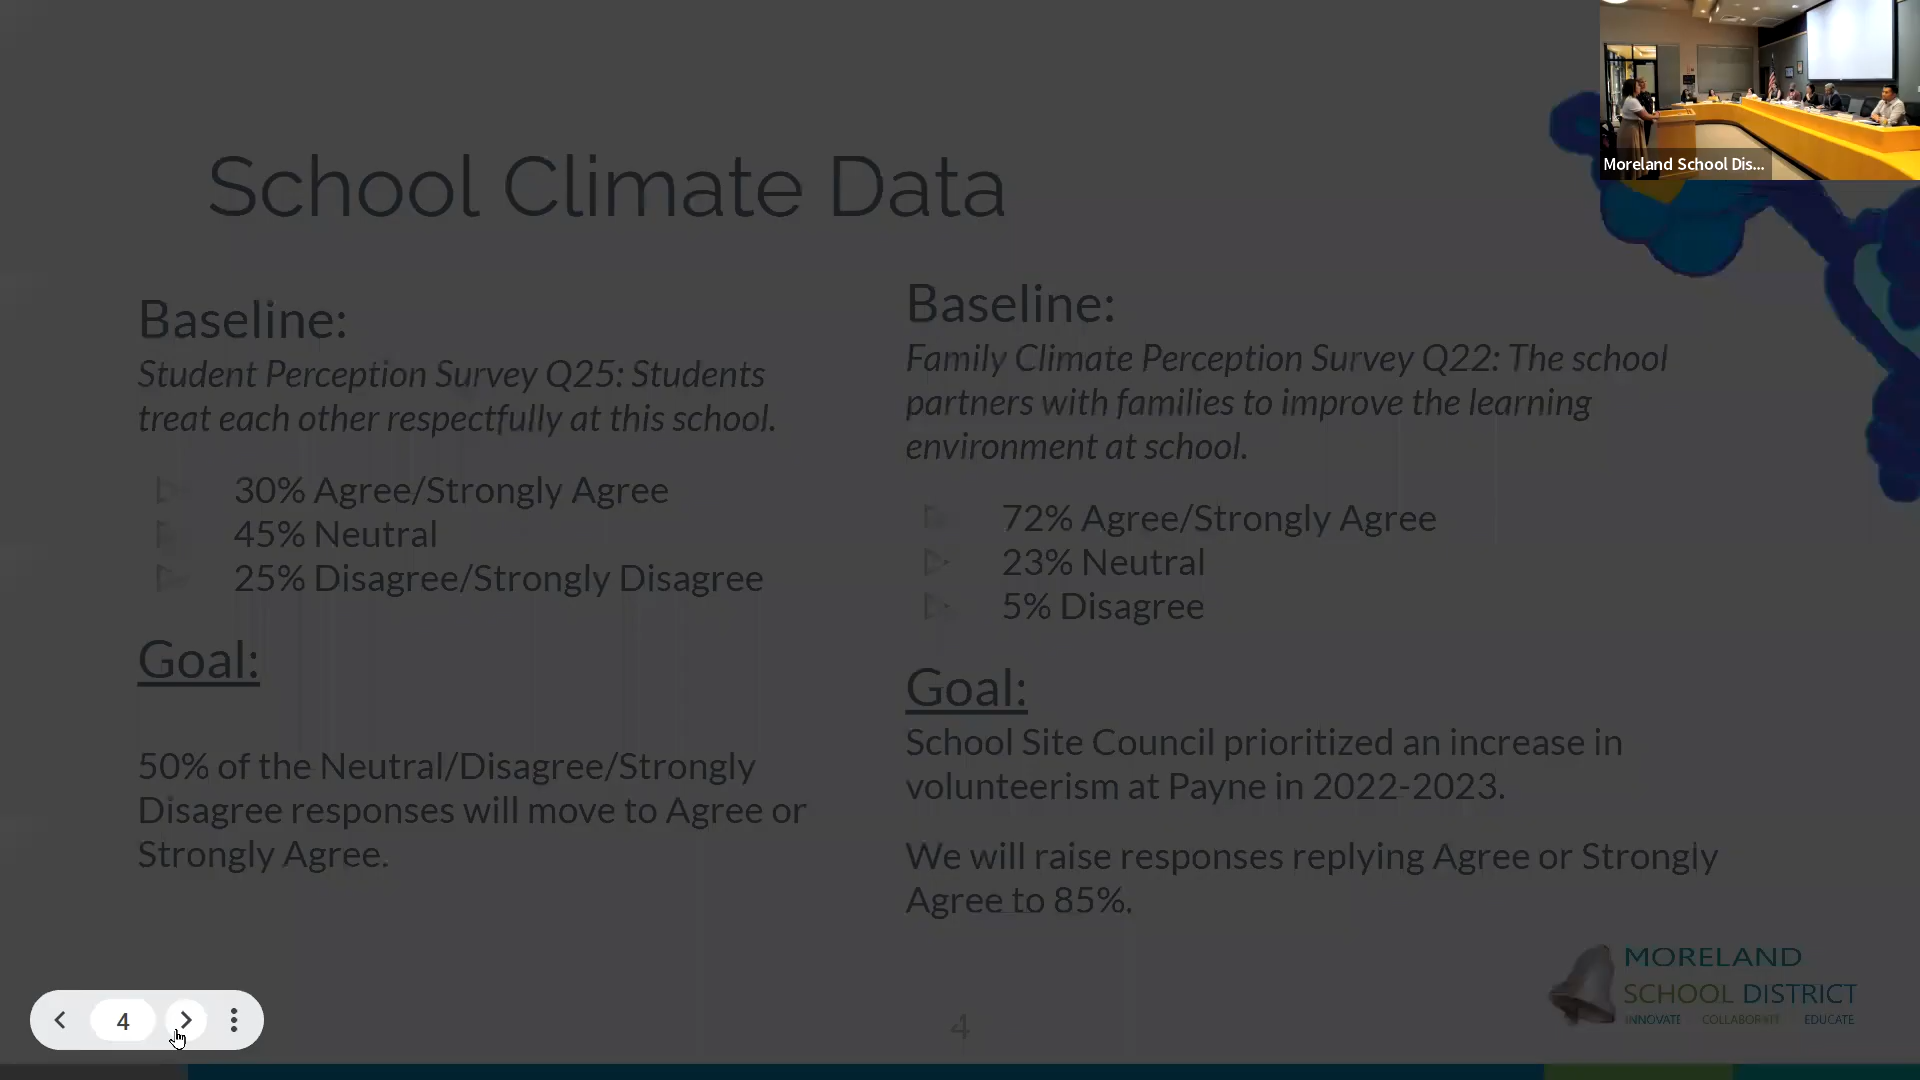 School Climate Data
Baseline:
Student Perception Survey Q25: Students
treat each other respectfully at this school.
30% Agree/Strongly Agree
45% Neutral
25% Disagree/Strongly Disagree
Goal:
50% of the Neutral/Disagree/Strongly
Disagree responses will move to Agree or
Strongly Agree.
Baseline:
Family Climate Perception Survey Q22: The school
partners with families to improve the learning
environment at school.
72% Agree/Strongly Agree
23% Neutral
5% Disagree
Goal:
School Site Council prioritized an increase in
volunteerism at Payne in 2022-2023.
We will raise responses replying Agree or Strongly
Agree to 85%.
Moreland School Dis...
MORELAND
SCHOOL DISTRICT
INNOVATE COLLABORATE EDUCATE
4
4